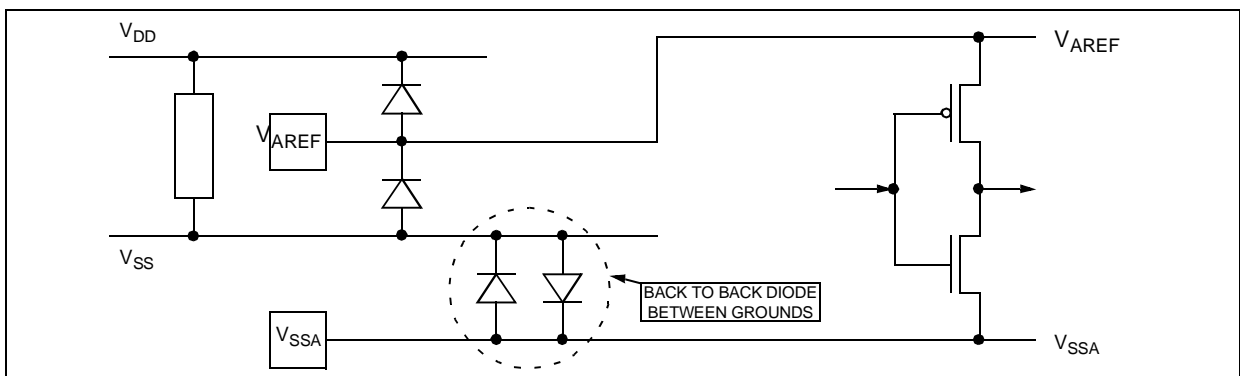 VDD
VAREF
VAREF
VSS
BACK TO BACK DIODE
BETWEEN GROUNDS
VSSA
VSSA